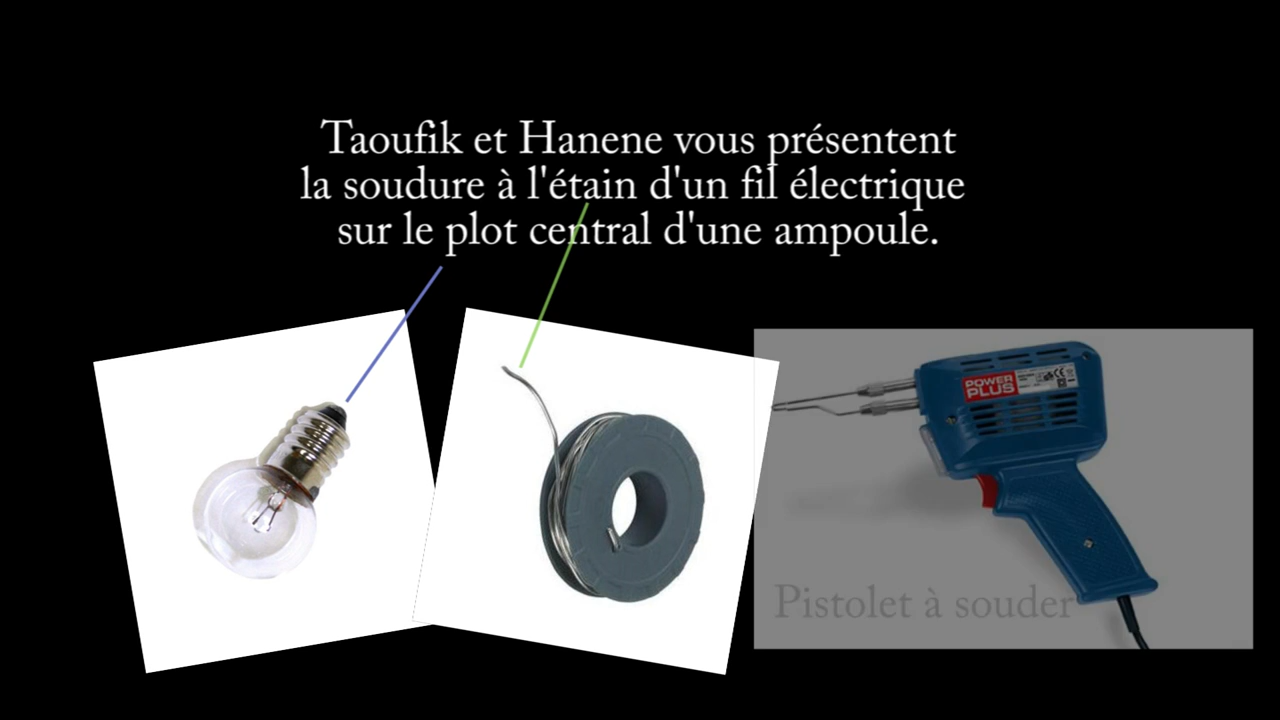 Taoufik et Hanene vous présentent
la soudure à l'étain d'un fil électrique
sur le plot central d'une ampoule.
POWER
PLUS
CE
Pistolet à souder